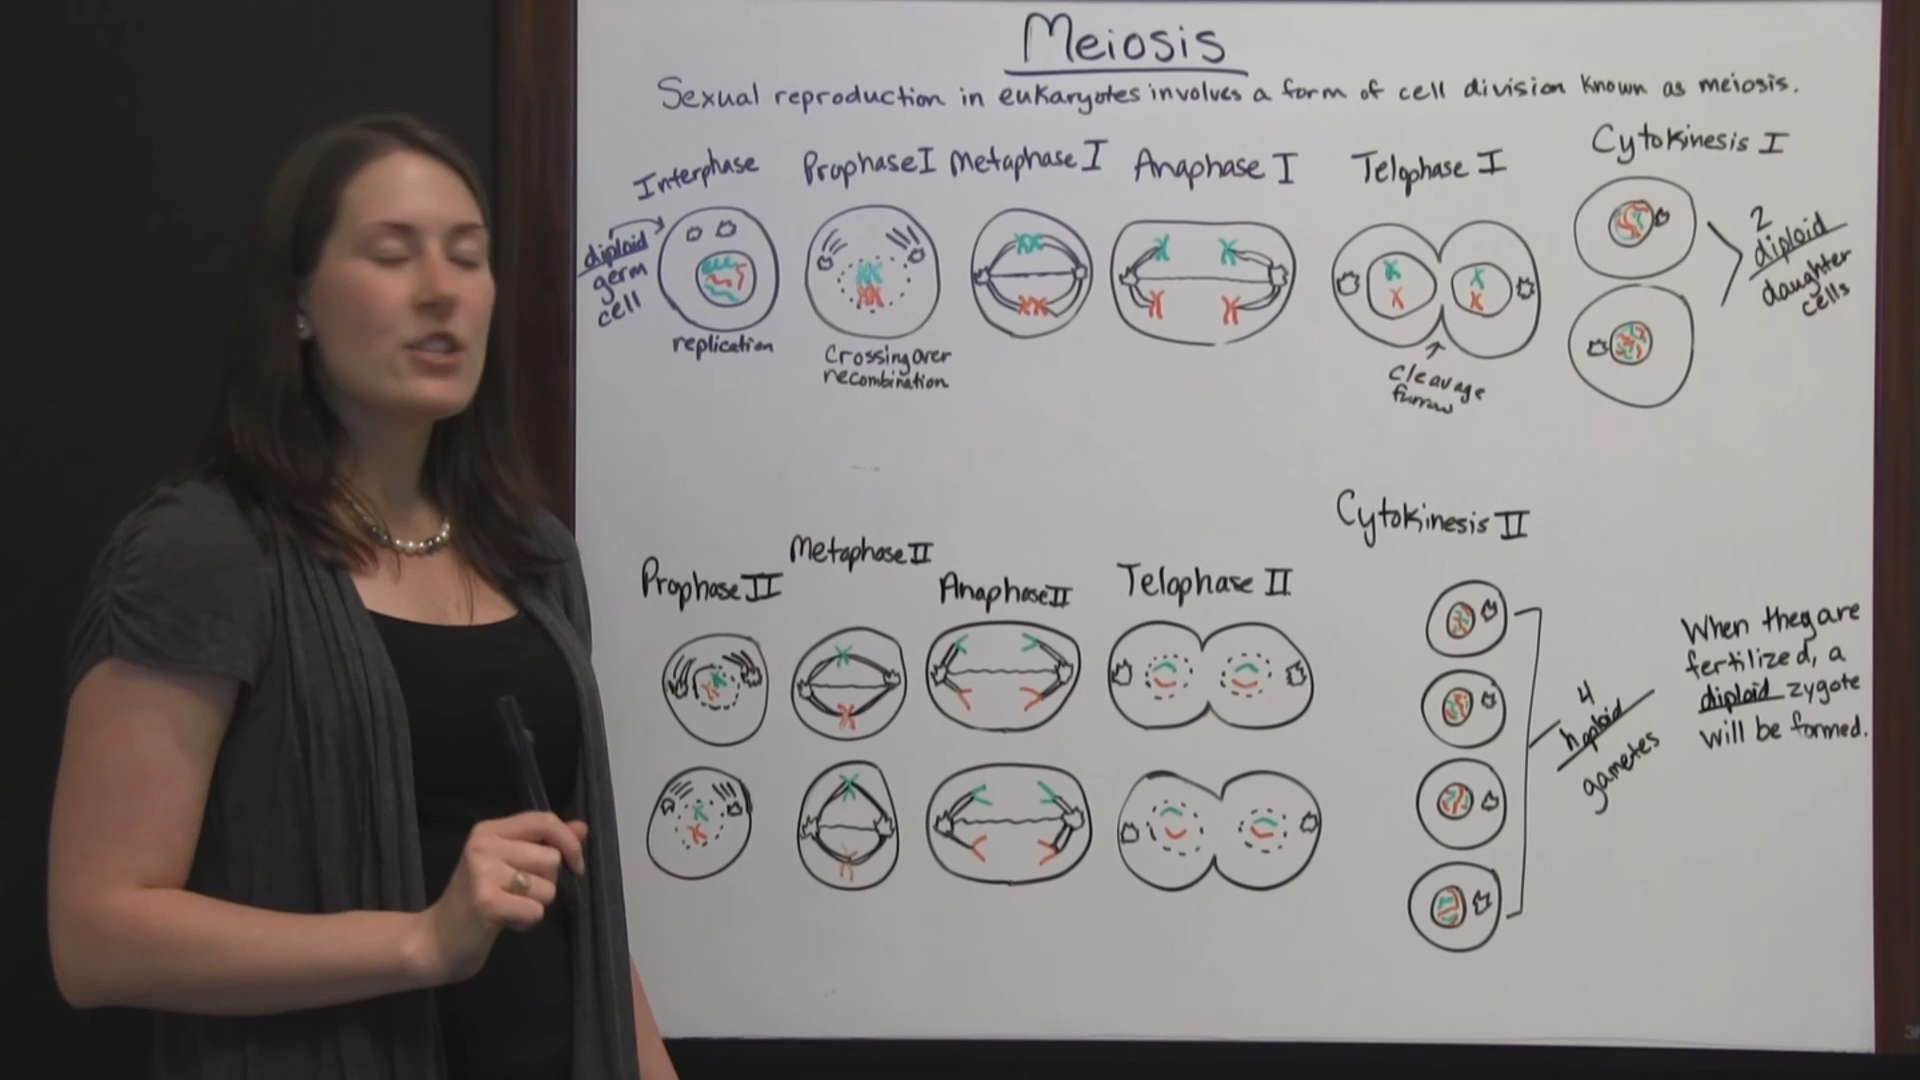 Meiosis
Sexual reproduction in eukaryotes involves a form of cell division known as meiosis.
Interphase
Prophase I
Metaphase I
Anaphase I
Telophase I
Cytokinesis I
diploid
germ
cell
replication
Crossing over
recombination
cleavage
furrow
2
diploid
daughter
cells
Prophase II
Metaphase II
Anaphase II
Telophase II
Cytokinesis II
4
haploid
gametes
When they are
fertilized, a
diploid zygote
will be formed.